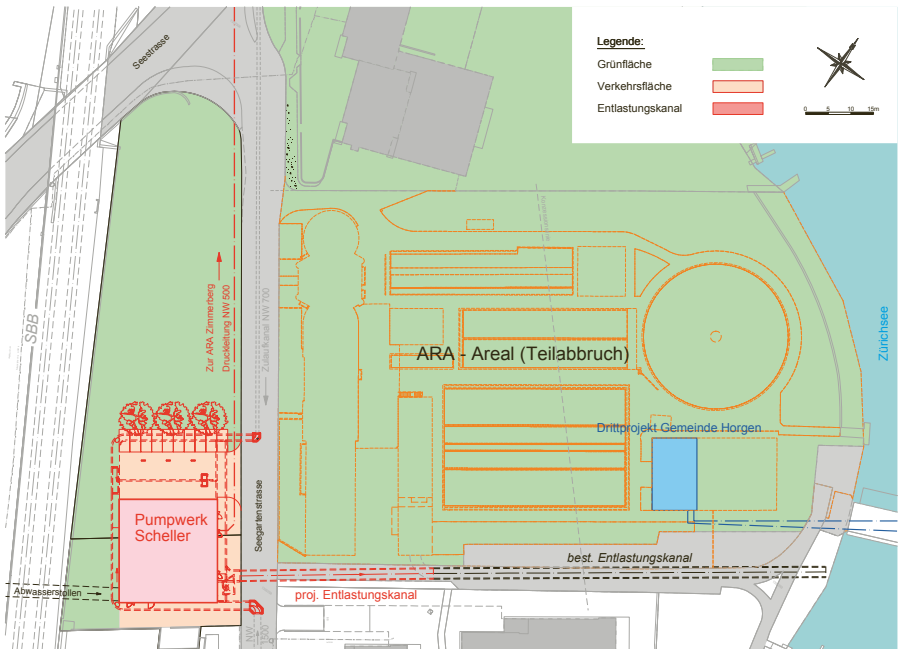 Legende:
Grünfläche
Verkehrsfläche
Entlastungskanal
0 5 10 15m
Seestrasse
SBB
Zur ARA Zimmerberg
Druckleitung NW 500
Zulaufkanal NW 700
ARA - Areal (Teilabbruch)
Zürichsee
Drittprojekt Gemeinde Horgen
Seegartenstrasse
Pumpwerk
Scheller
best. Entlastungskanal
Abwasserstollen
proj. Entlastungskanal
NW